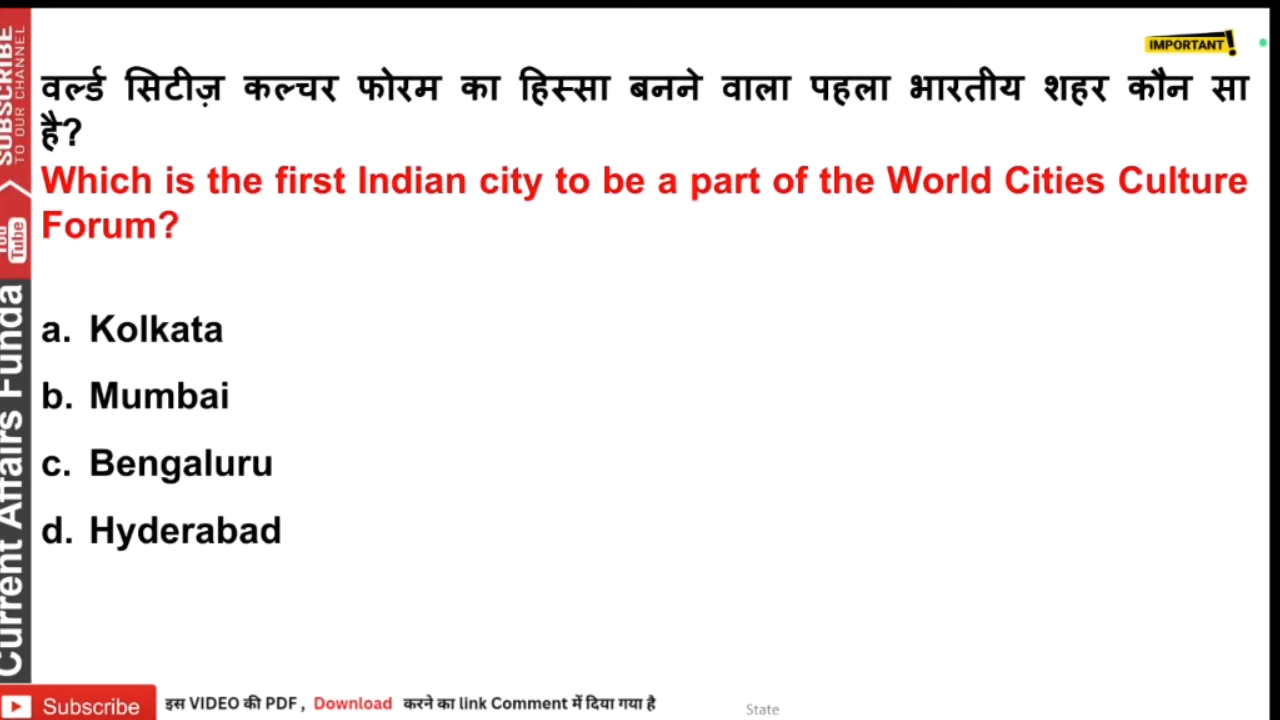 IMPORTANT!
वर्ल्ड सिटीज़ कल्चर फोरम का हिस्सा बनने वाला पहला भारतीय शहर कौन सा
है?
Which is the first Indian city to be a part of the World Cities Culture
Forum?
a. Kolkata
b. Mumbai
c. Bengaluru
d. Hyderabad
SUBSCRIBE
TO OUR CHANNEL
You
Tube
Current Affairs Funda
Subscribe
इस VIDEO की PDF, Download करने का link Comment में दिया गया है
State